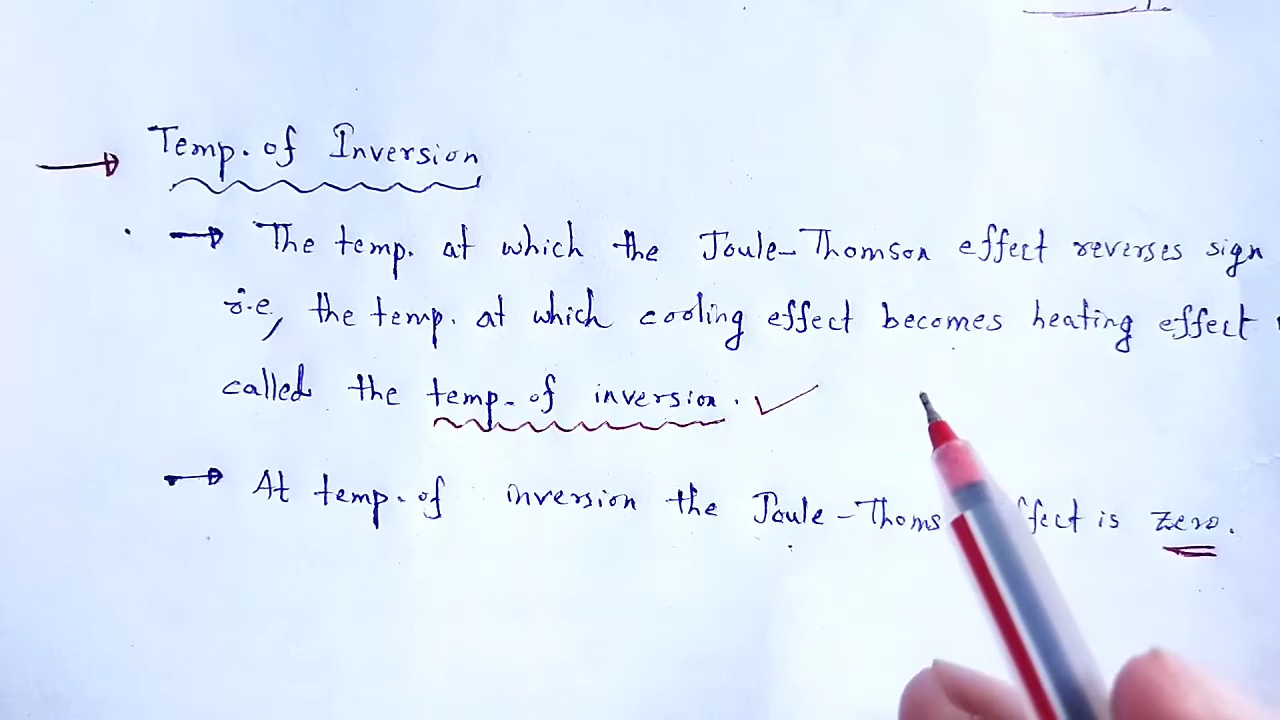 Temp. of Inversion
The temp. at which the Joule-Thomson effect reverses sign
i.e, the temp. at which cooling effect becomes heating effect
called the temp. of inversion.
At temp. of inversion the Joule-Thoms ffect is zero.